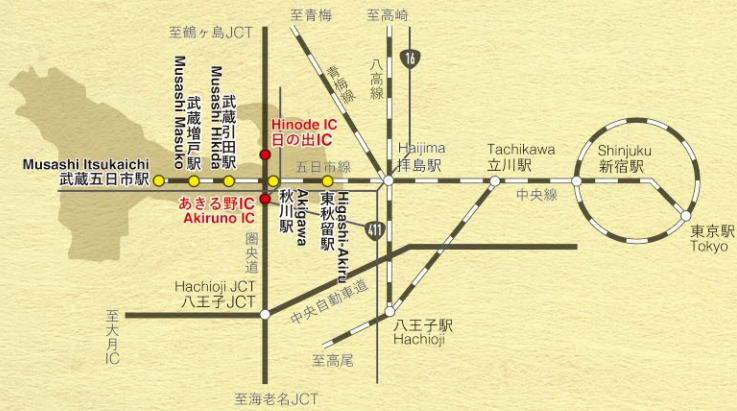 至青梅
至高崎
至鶴ヶ島JCT
16
青梅線
八高線
Musashi Masuko
武蔵増戸駅
Musashi Hikida
武蔵引田駅
Hinode IC
日の出IC
Haijima
拝島駅
Tachikawa
立川駅
Shinjuku
新宿駅
Musashi Itsukaichi
武蔵五日市駅
五日市線
中央線
あきる野IC
Akiruno IC
秋川駅
Akigawa
東秋留駅
Higashi-Akiru
411
東京駅
Tokyo
圏央道
Hachioji JCT
八王子JCT
中央自動車道
八王子駅
Hachioji
至大月IC
至高尾
至海老名JCT